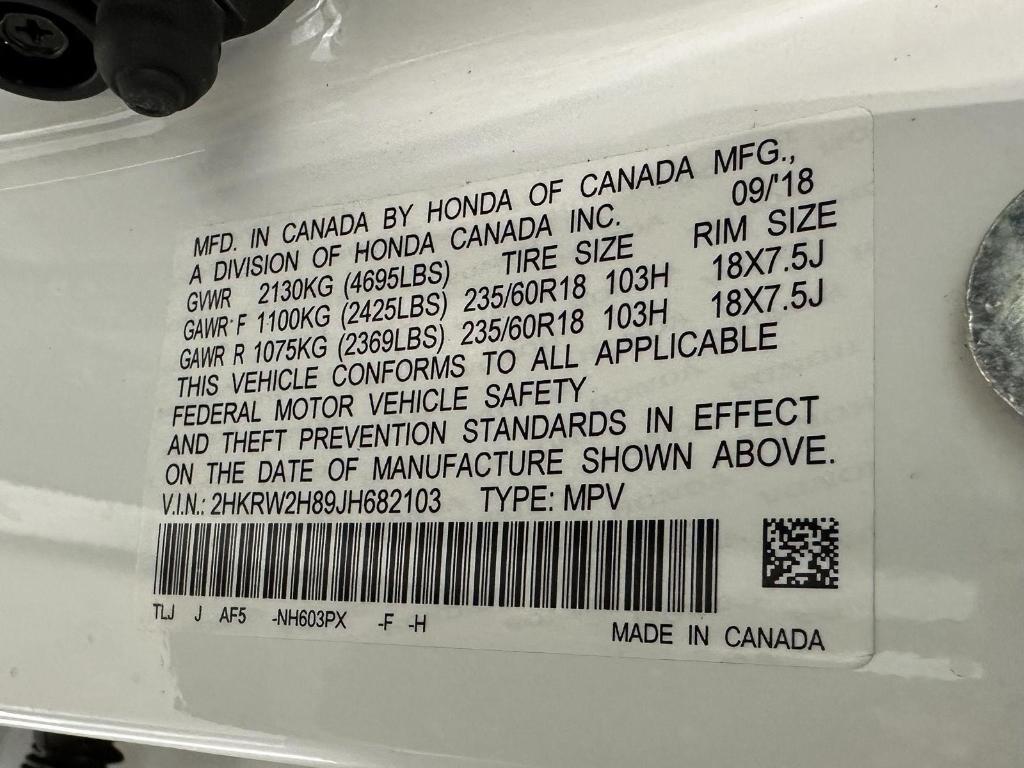 MFD. IN CANADA BY HONDA OF CANADA MFG.,
A DIVISION OF HONDA CANADA INC. 09/'18
GVWR 2130KG (4695LBS) TIRE SIZE RIM SIZE
GAWR F 1100KG (2425LBS) 235/60R18 103H 18X7.5J
GAWR R 1075KG (2369LBS) 235/60R18 103H 18X7.5J
THIS VEHICLE CONFORMS TO ALL APPLICABLE
FEDERAL MOTOR VEHICLE SAFETY
AND THEFT PREVENTION STANDARDS IN EFFECT
ON THE DATE OF MANUFACTURE SHOWN ABOVE.
V.I.N.: 2HKRW2H89JH682103 TYPE: MPV
TLJ J AF5 -NH603PX -F -H
MADE IN CANADA